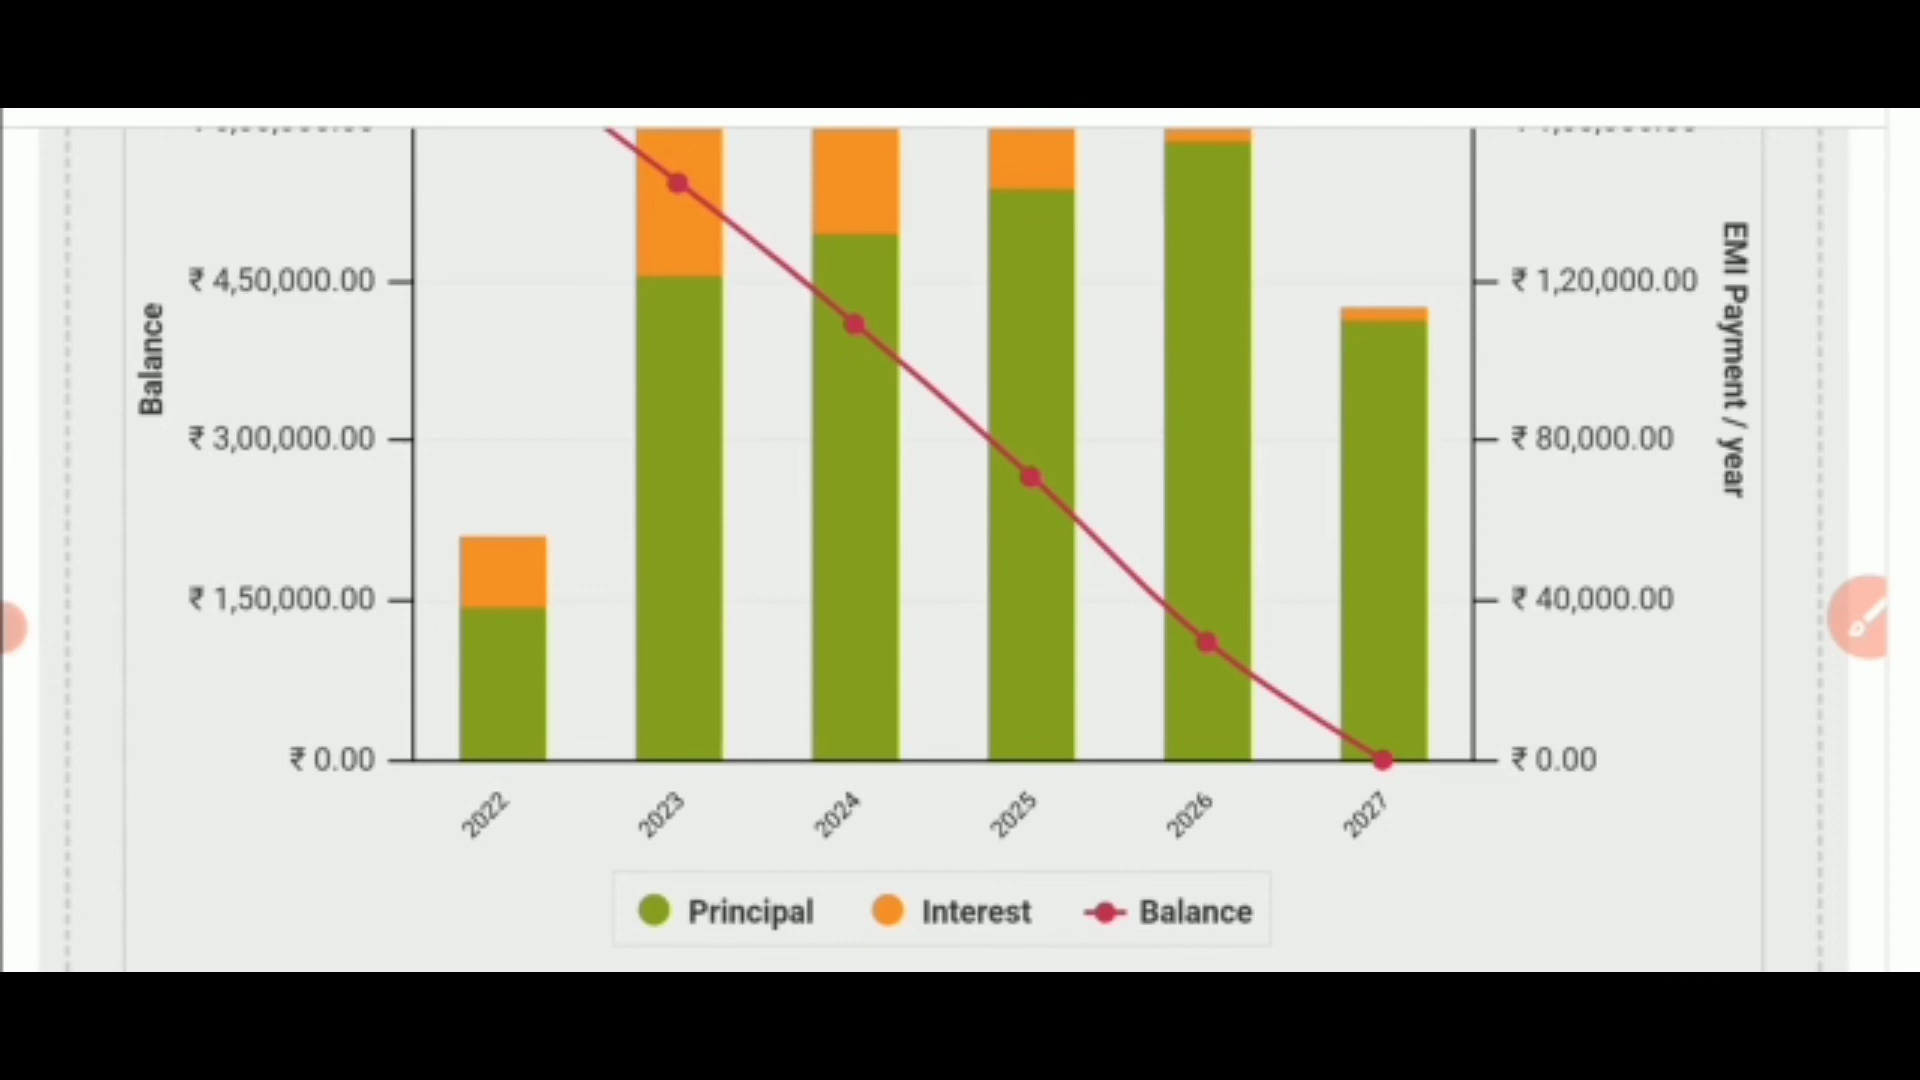 Balance
₹ 4,50,000.00
₹ 3,00,000.00
₹ 1,50,000.00
₹ 0.00
₹ 1,20,000.00
₹ 80,000.00
₹ 40,000.00
₹ 0.00
EMI Payment / year
2022
2023
2024
2025
2026
2027
Principal
Interest
Balance